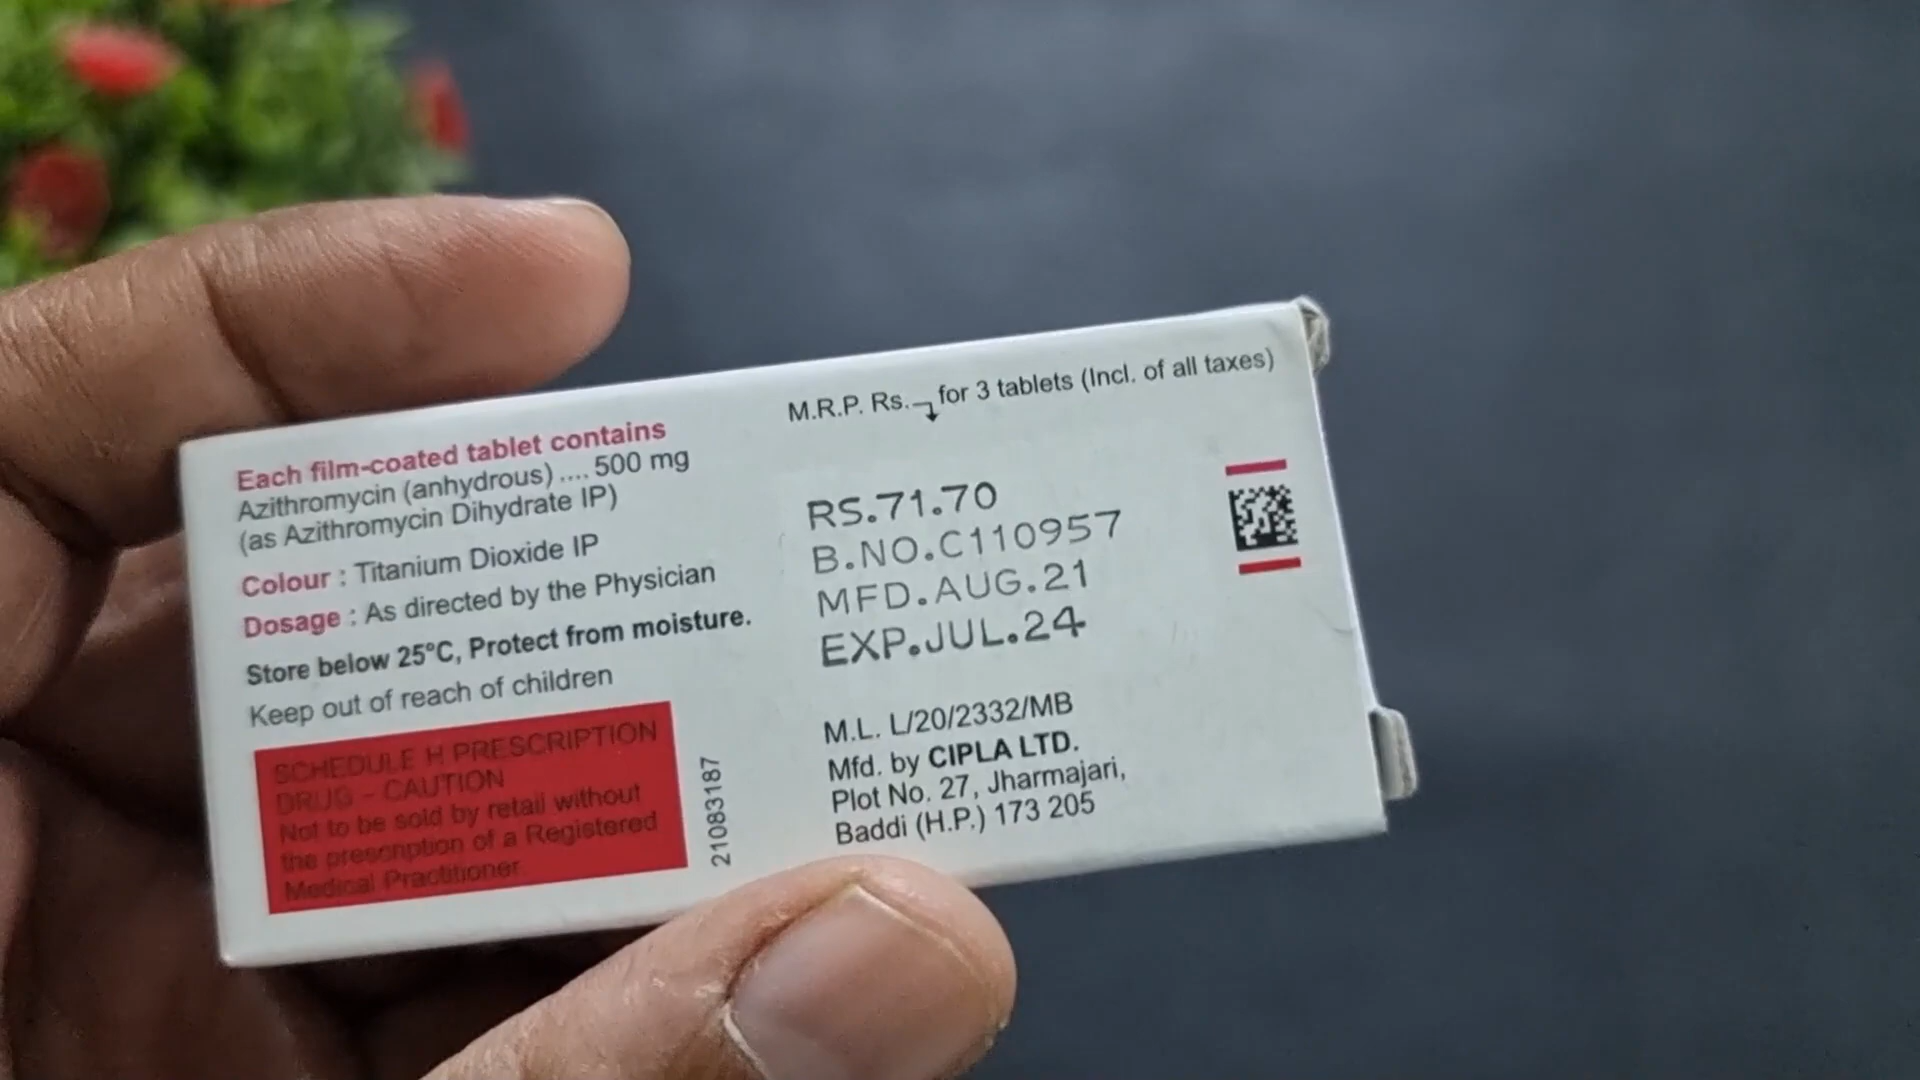 Each film-coated tablet contains
Azithromycin (anhydrous) .... 500 mg
(as Azithromycin Dihydrate IP)
Colour : Titanium Dioxide IP
Dosage : As directed by the Physician
Store below 25°C, Protect from moisture.
Keep out of reach of children
SCHEDULE H PRESCRIPTION
DRUG - CAUTION
Not to be sold by retail without
the prescription of a Registered
Medical Practitioner.
21083187
M.R.P. Rs. for 3 tablets (Incl. of all taxes)
RS.71.70
B.NO.C110957
MFD.AUG.21
EXP.JUL.24
M.L. L/20/2332/MB
Mfd. by CIPLA LTD.
Plot No. 27, Jharmajari,
Baddi (H.P.) 173 205